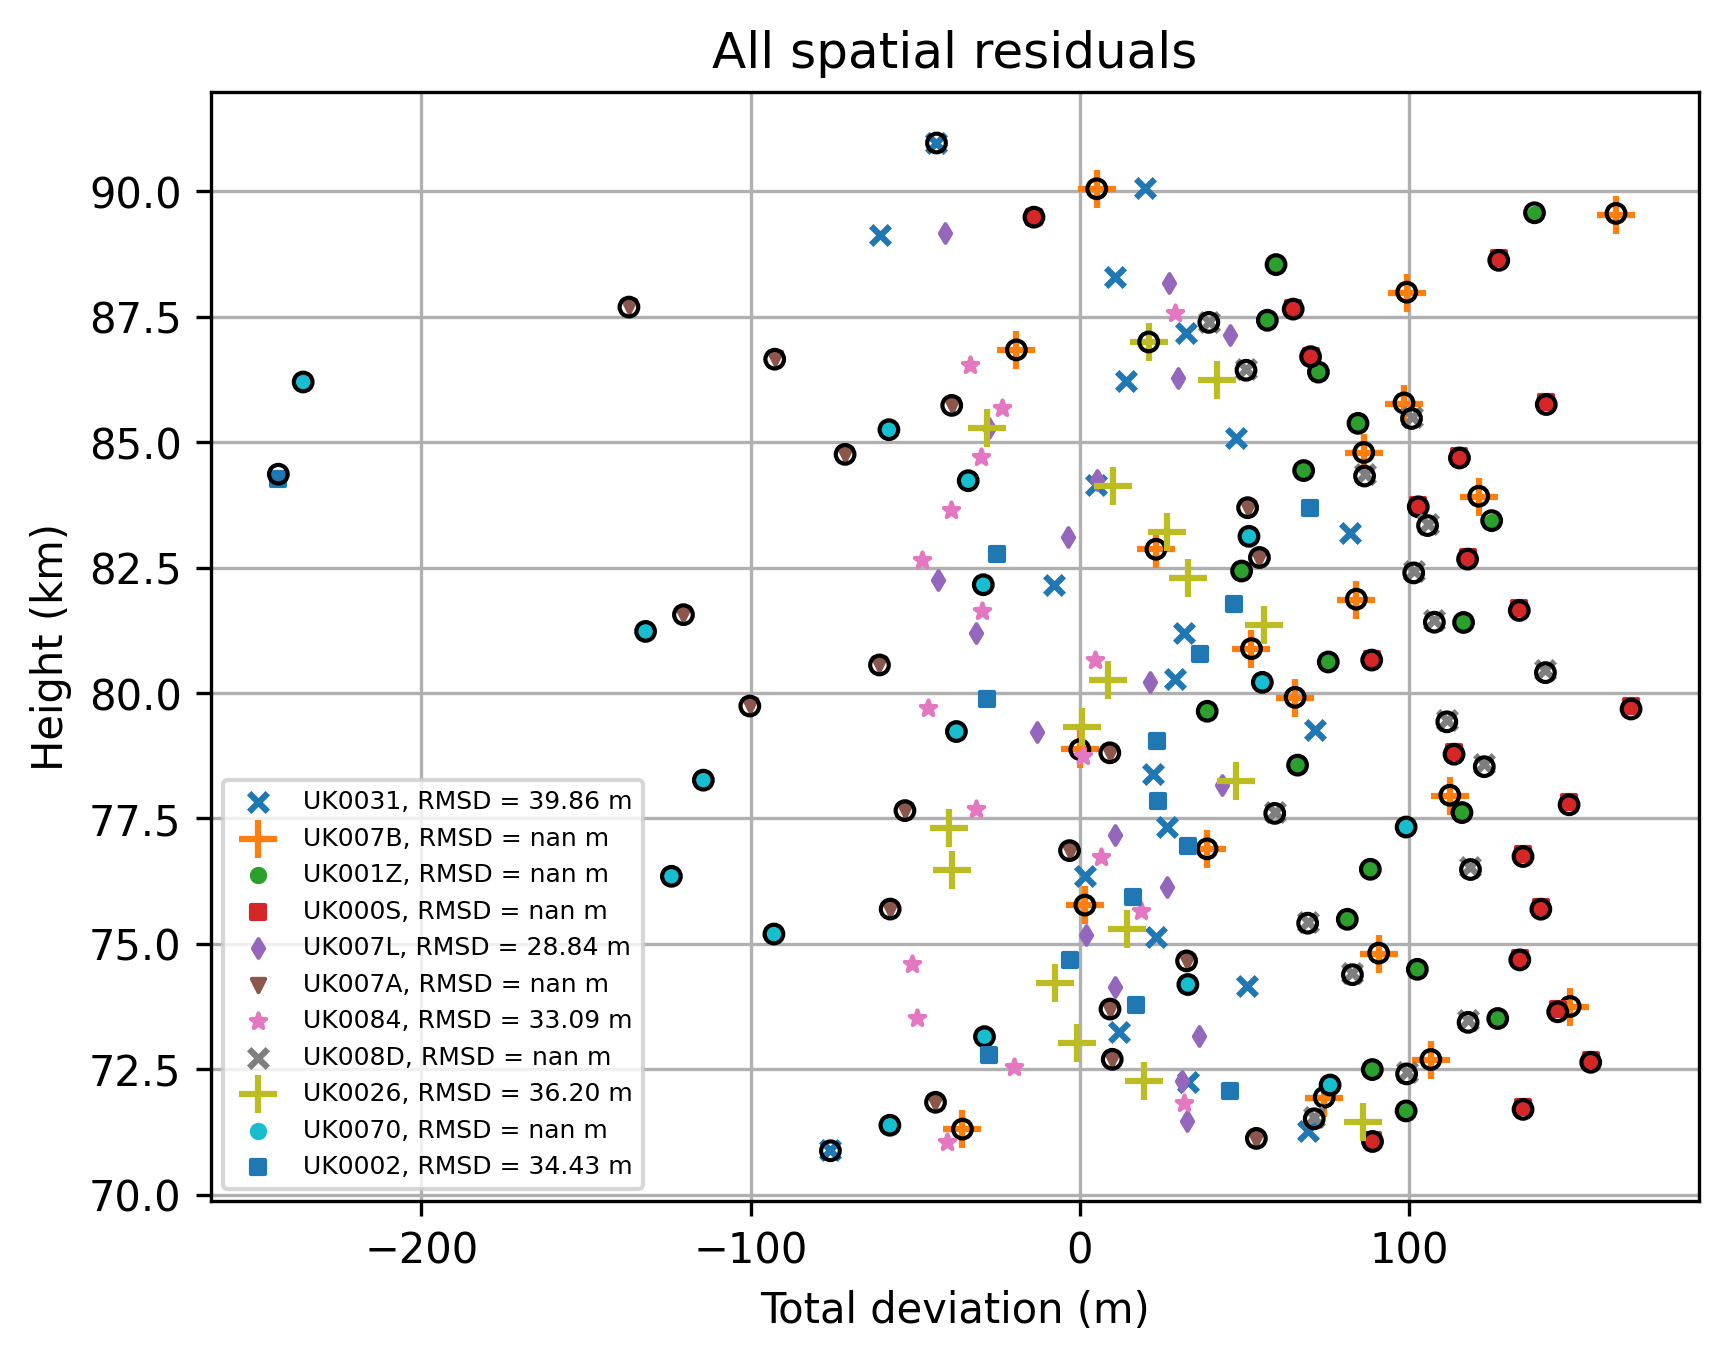 All spatial residuals
Height (km)
90.0
87.5
85.0
82.5
80.0
77.5
75.0
72.5
70.0
UK0031, RMSD = 39.86 m
UK007B, RMSD = nan m
UK001Z, RMSD = nan m
UK000S, RMSD = nan m
UK007L, RMSD = 28.84 m
UK007A, RMSD = nan m
UK0084, RMSD = 33.09 m
UK008D, RMSD = nan m
UK0026, RMSD = 36.20 m
UK0070, RMSD = nan m
UK0002, RMSD = 34.43 m
−200 −100 0 100
Total deviation (m)